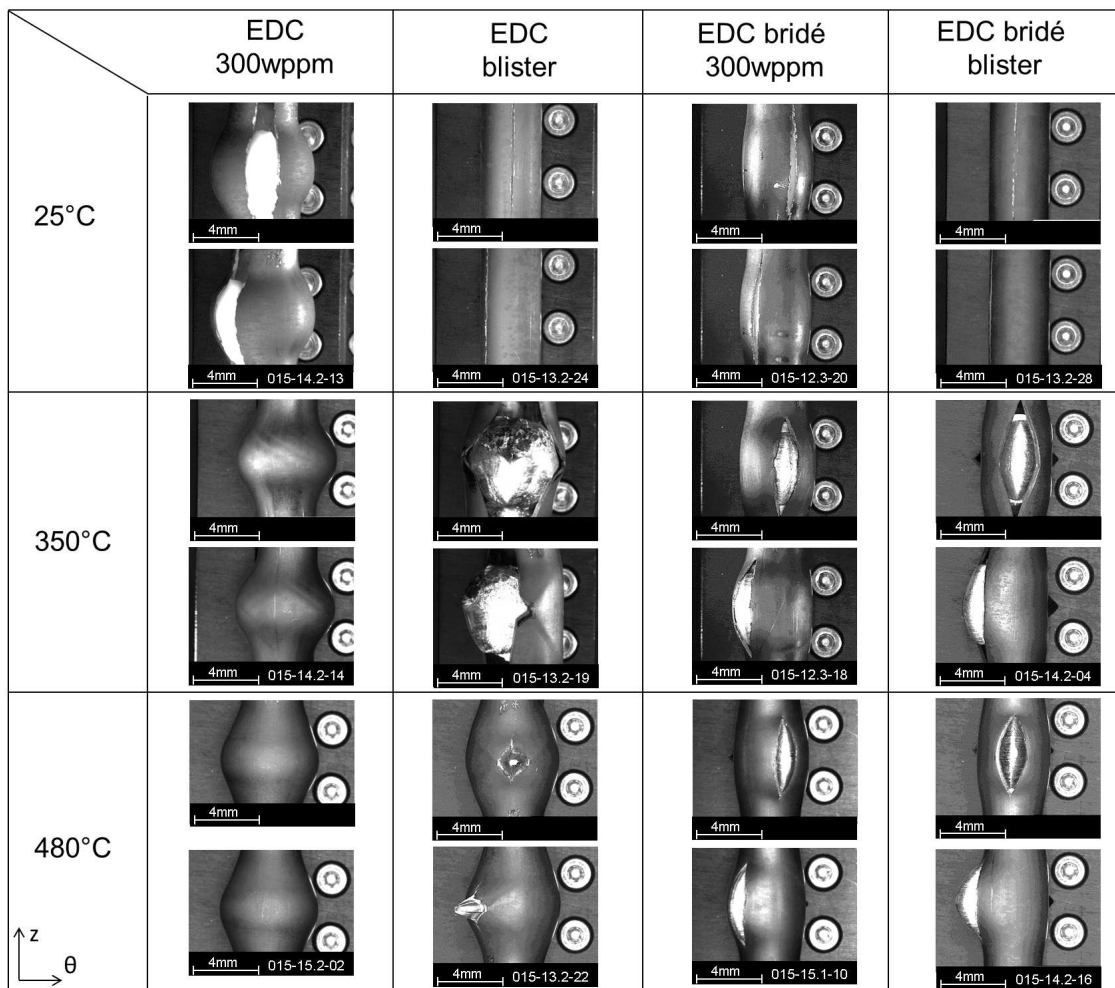 EDC
300wppm
EDC
blister
EDC bridé
300wppm
EDC bridé
blister
25°C
4mm
4mm
4mm
4mm
4mm
015-14.2-13
4mm
015-13.2-24
4mm
015-12.3-20
4mm
015-13.2-28
350°C
4mm
4mm
4mm
4mm
4mm
015-14.2-14
4mm
015-13.2-19
4mm
015-12.3-18
4mm
015-14.2-04
480°C
4mm
4mm
4mm
4mm
4mm
015-15.2-02
4mm
015-13.2-22
4mm
015-15.1-10
4mm
015-14.2-16
z
θ